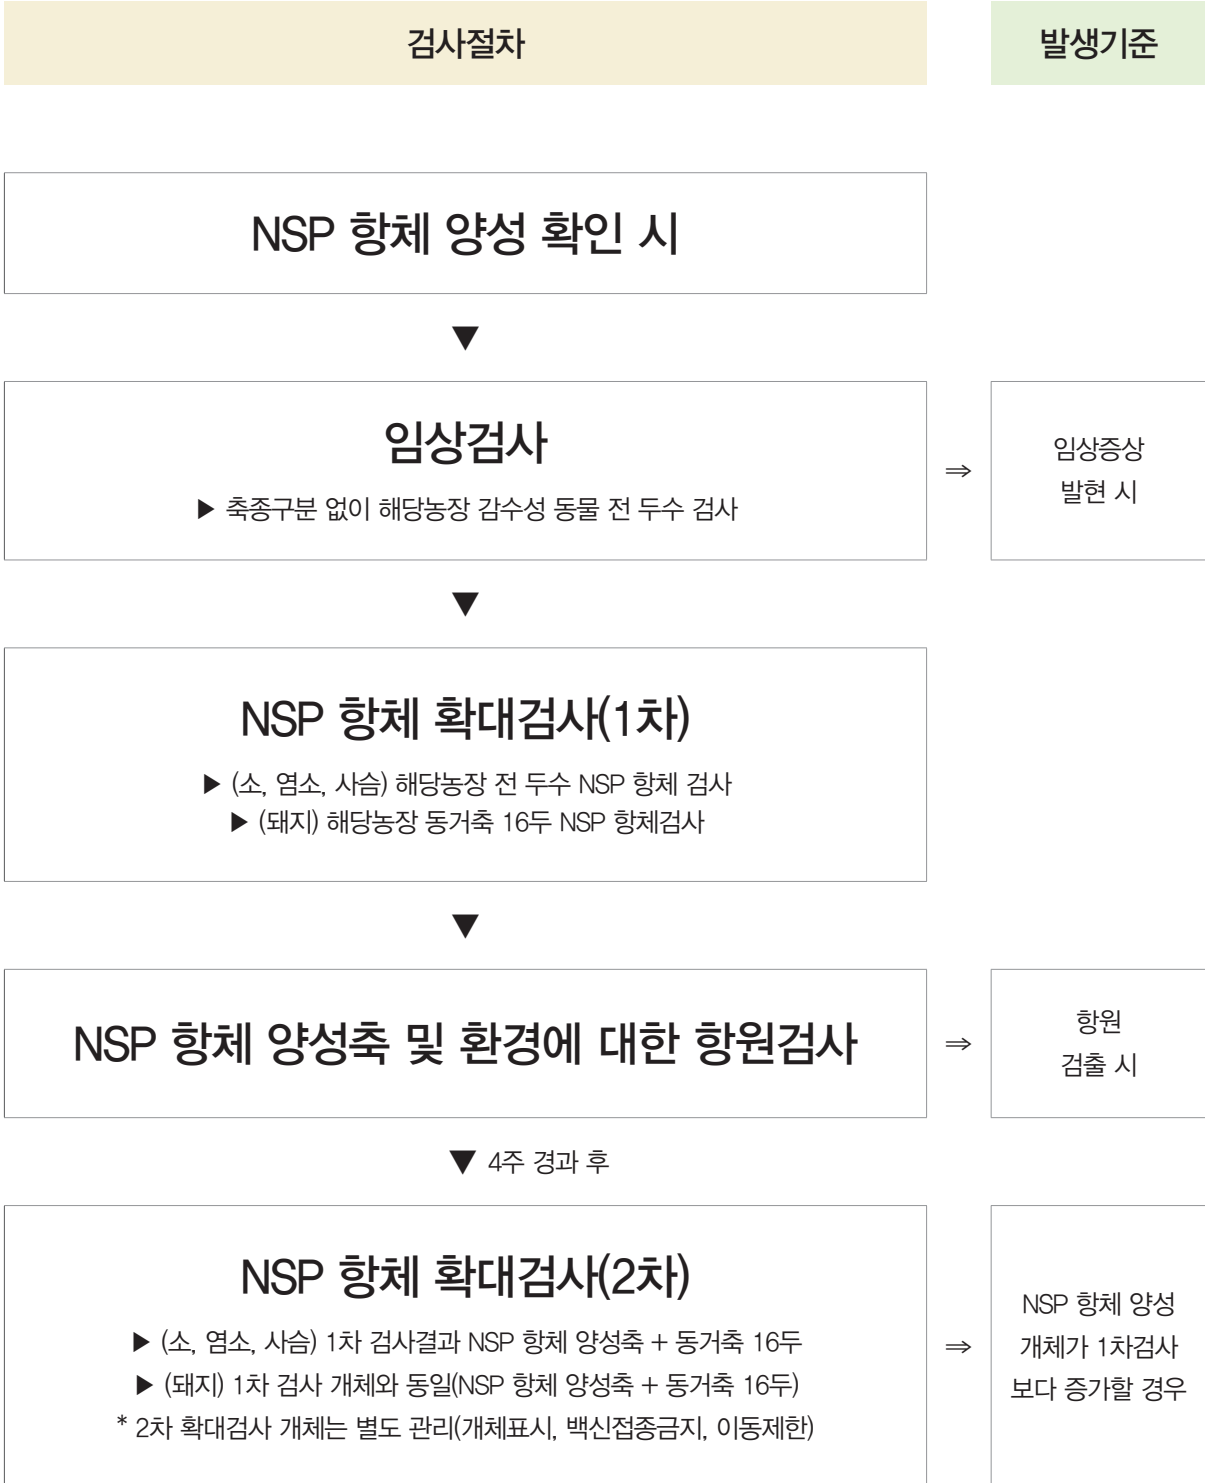 검사절차
발생기준
NSP 항체 양성 확인 시
▼
임상검사
▶ 축종구분 없이 해당농장 감수성 동물 전 두수 검사
⇒
임상증상
발현 시
▼
NSP 항체 확대검사(1차)
▶ (소, 염소, 사슴) 해당농장 전 두수 NSP 항체 검사
▶ (돼지) 해당농장 동거축 16두 NSP 항체검사
▼
NSP 항체 양성축 및 환경에 대한 항원검사
⇒
항원
검출 시
▼ 4주 경과 후
NSP 항체 확대검사(2차)
▶ (소, 염소, 사슴) 1차 검사결과 NSP 항체 양성축 + 동거축 16두
▶ (돼지) 1차 검사 개체와 동일(NSP 항체 양성축 + 동거축 16두)
* 2차 확대검사 개체는 별도 관리(개체표시, 백신접종금지, 이동제한)
⇒
NSP 항체 양성
개체가 1차검사
보다 증가할 경우